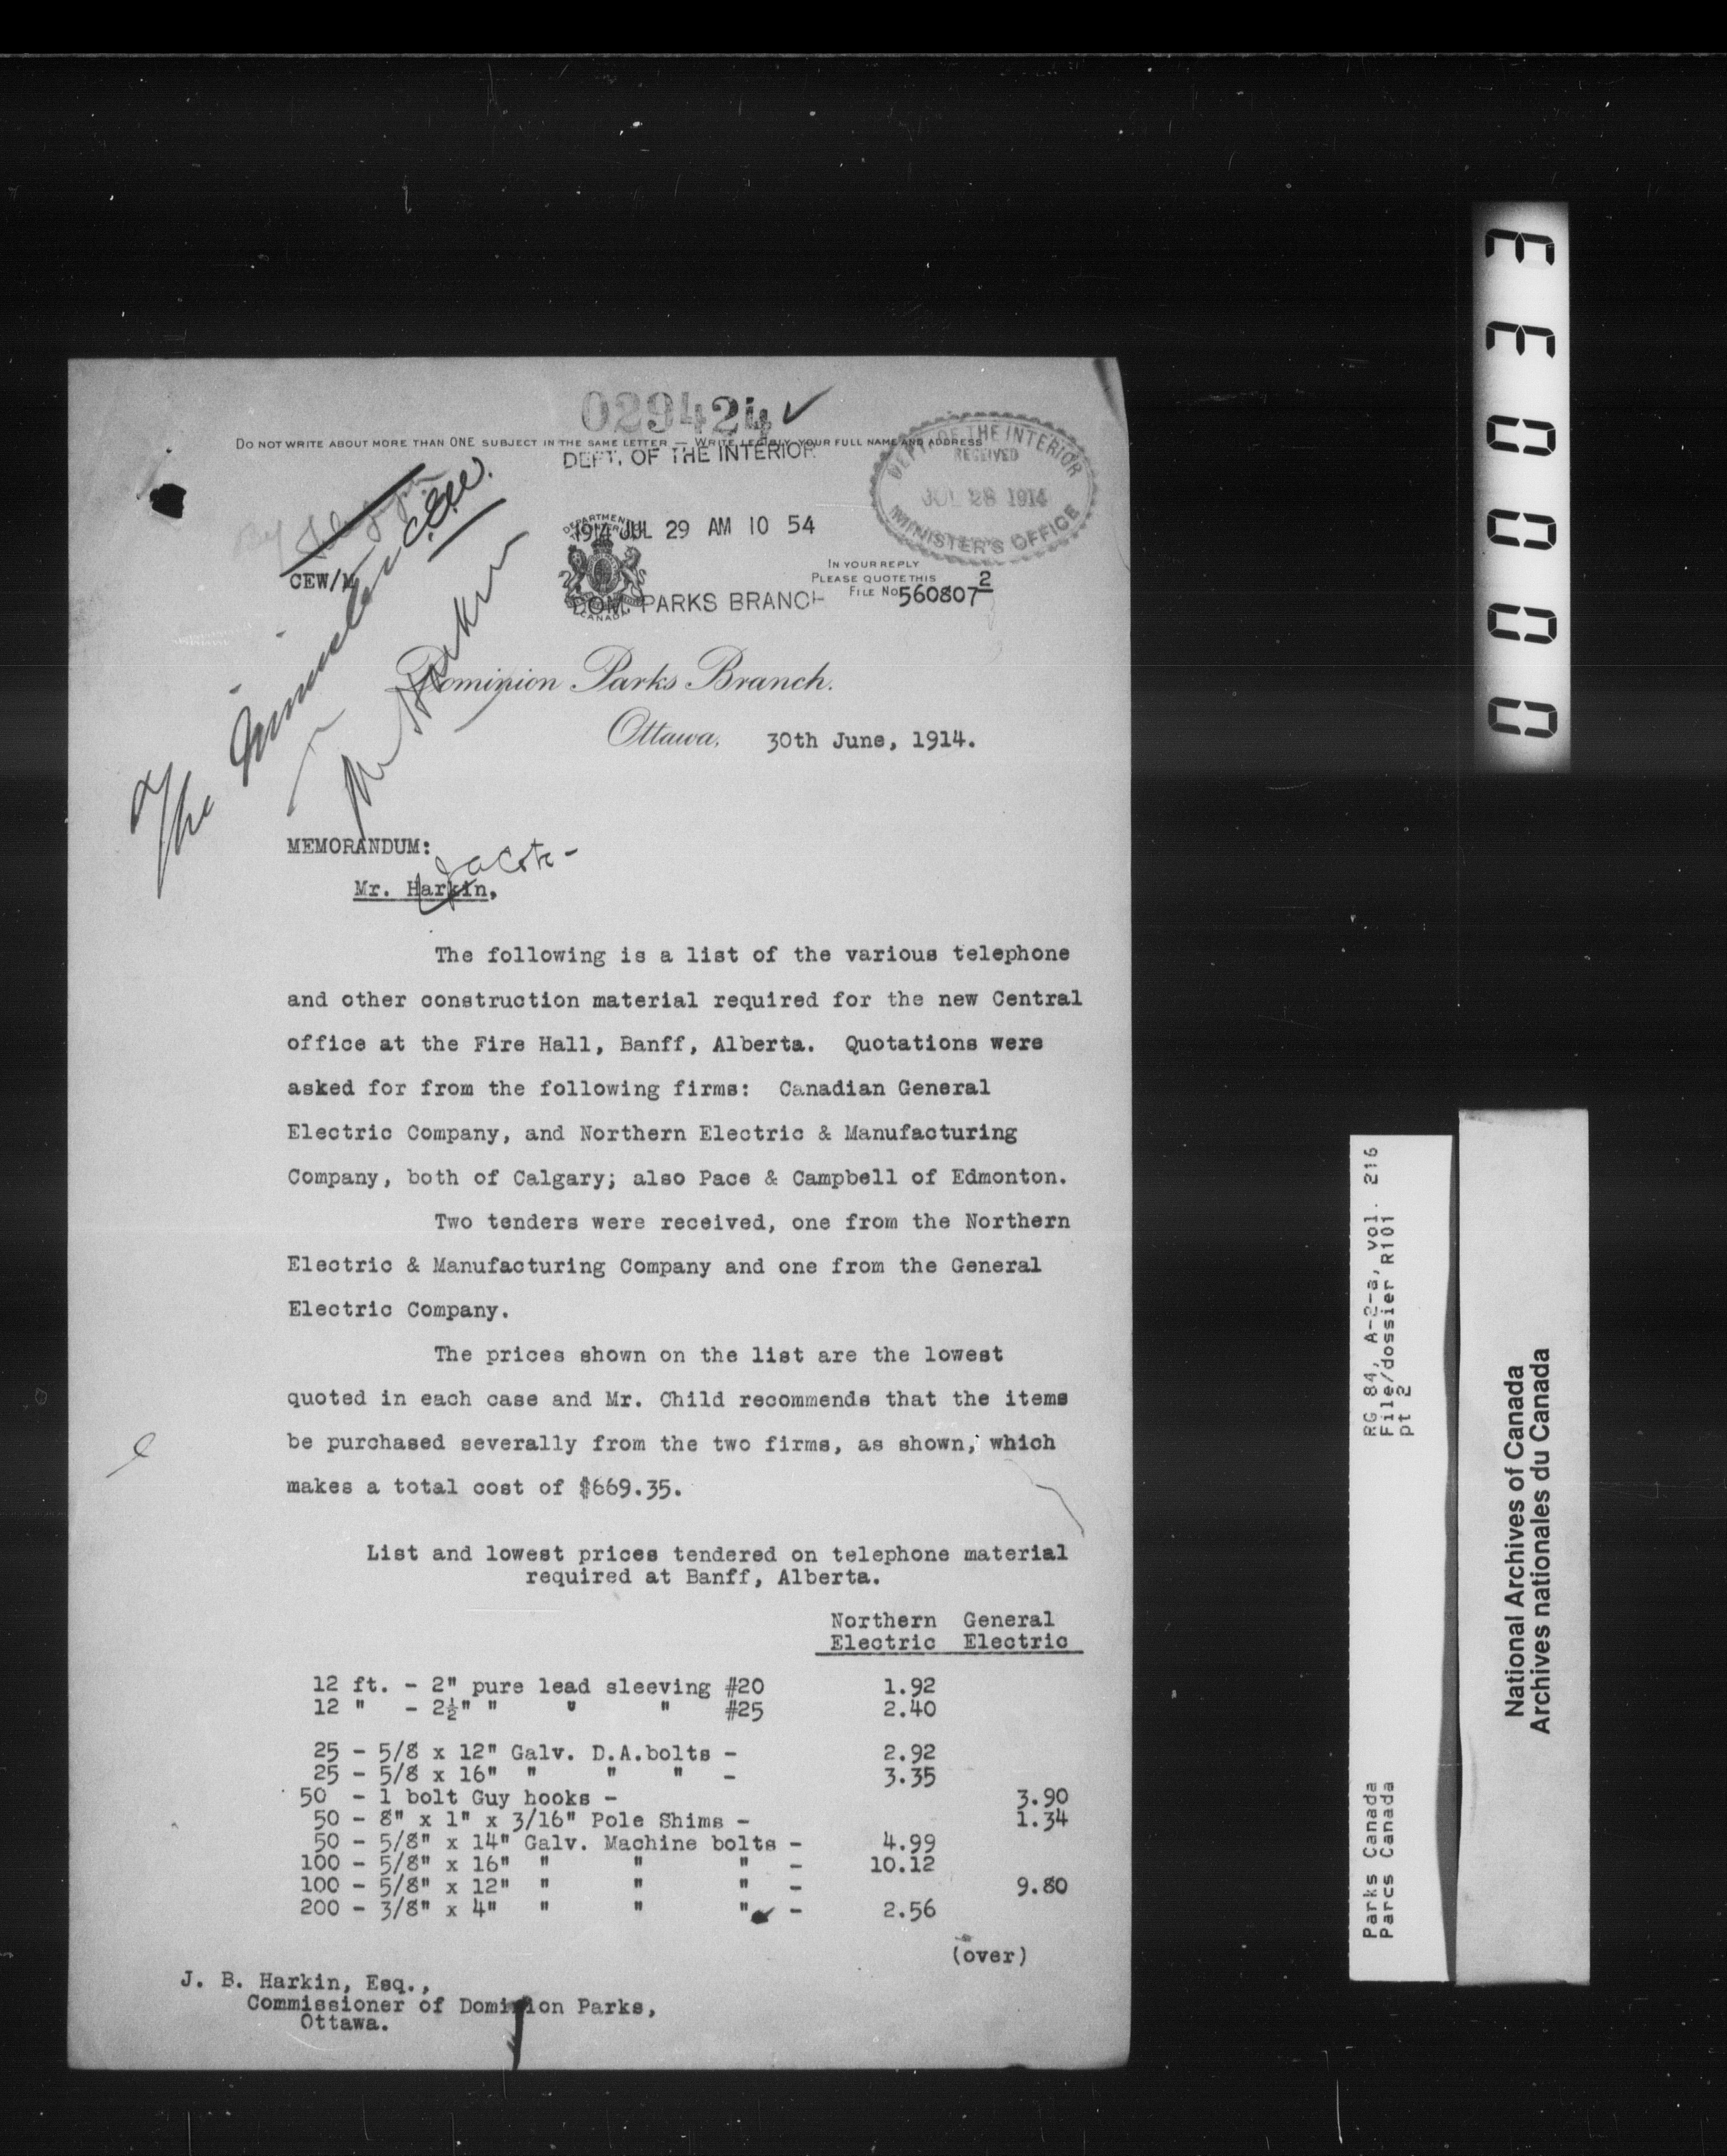 029424
DO NOT WRITE ABOUT MORE THAN ONE SUBJECT IN THE SAME LETTER — WRITE LEGIBLY YOUR FULL NAME AND ADDRESS
DEPT. OF THE INTERIOR
DEPT. OF THE INTERIOR
RECEIVED
JUL 28 1914
MINISTER'S OFFICE
1914 JUL 29 AM 10 54
DOM. PARKS BRANCH
CANADA
By
CEW/M
The
C.E.W.
Mr Harkin
IN YOUR REPLY
PLEASE QUOTE THIS
FILE No 560807 2
Dominion Parks Branch.
Ottawa, 30th June, 1914.
MEMORANDUM:
Mr. Harkin,
The following is a list of the various telephone
and other construction material required for the new Central
office at the Fire Hall, Banff, Alberta. Quotations were
asked for from the following firms: Canadian General
Electric Company, and Northern Electric & Manufacturing
Company, both of Calgary; also Pace & Campbell of Edmonton.
Two tenders were received, one from the Northern
Electric & Manufacturing Company and one from the General
Electric Company.
The prices shown on the list are the lowest
quoted in each case and Mr. Child recommends that the items
be purchased severally from the two firms, as shown, which
makes a total cost of $669.35.
List and lowest prices tendered on telephone material
required at Banff, Alberta.
Northern General
Electric Electric
12 ft. - 2" pure lead sleeving #20 1.92
12 " - 2½" " " " #25 2.40
25 - 5/8 x 12" Galv. D.A.bolts - 2.92
25 - 5/8 x 16" " " " - 3.35
50 - 1 bolt Guy hooks - 3.90
50 - 8" x 1" x 3/16" Pole Shims - 1.34
50 - 5/8" x 14" Galv. Machine bolts - 4.99
100 - 5/8" x 16" " " " - 10.12
100 - 5/8" x 12" " " " - 9.80
200 - 3/8" x 4" " " " - 2.56
(over)
J. B. Harkin, Esq.,
Commissioner of Dominion Parks,
Ottawa.
00003
RG 84, A-2-a, vol. 216
File/dossier R101
pt 2
Parks Canada
Parcs Canada
National Archives of Canada
Archives nationales du Canada